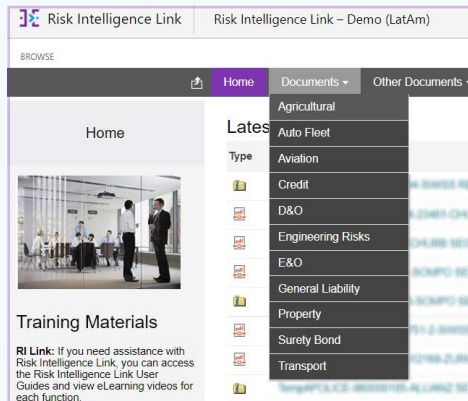 Risk Intelligence Link
Risk Intelligence Link – Demo (LatAm)
BROWSE
Home
Documents
Other Documents
Home
Agricultural
Auto Fleet
Aviation
Credit
D&O
Engineering Risks
E&O
General Liability
Property
Surety Bond
Transport
Lates
Type
Training Materials
RI Link: If you need assistance with
Risk Intelligence Link, you can access
the Risk Intelligence Link User
Guides and view eLearning videos for
each function.